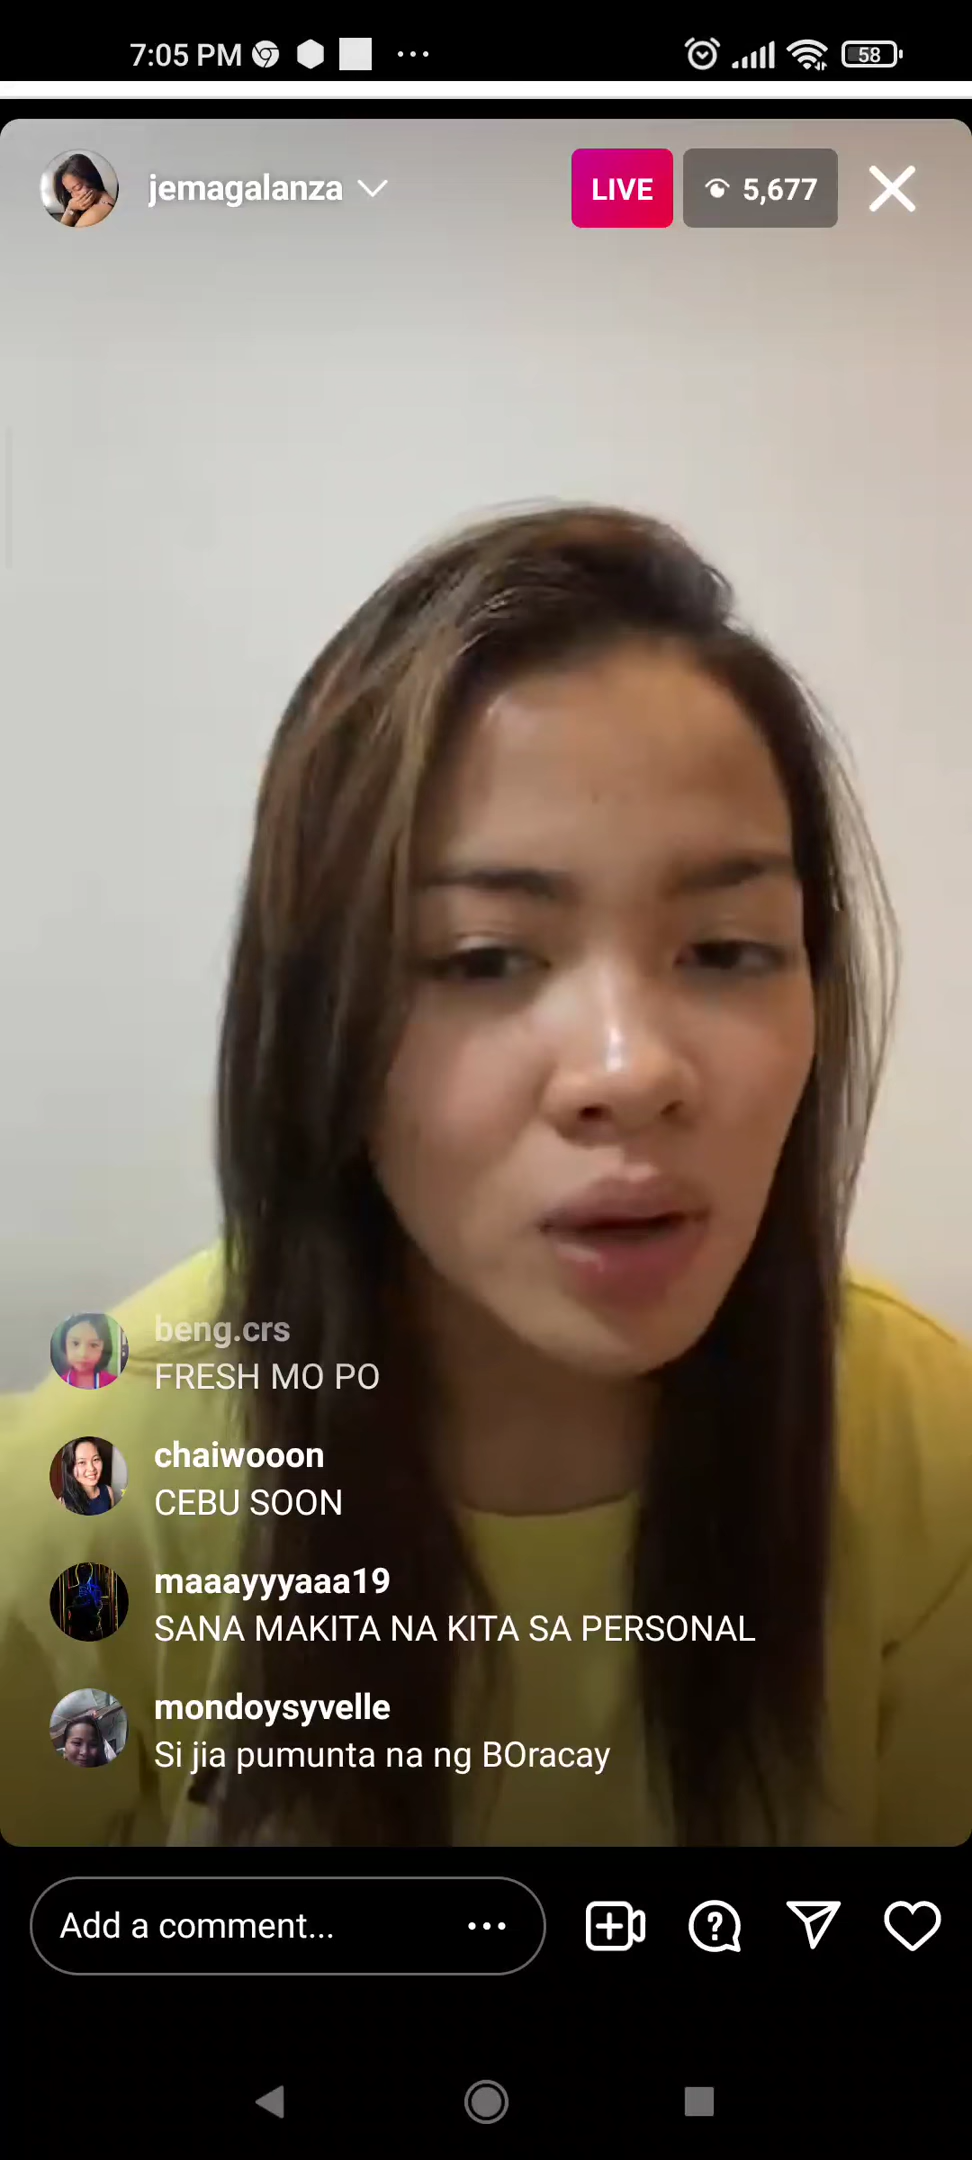 7:05 PM
58
jemagalanza
LIVE
5,677
beng.crs
FRESH MO PO
chaiwooon
CEBU SOON
maaayyyaaa19
SANA MAKITA NA KITA SA PERSONAL
mondoysyvelle
Si jia pumunta na ng BOracay
Add a comment...